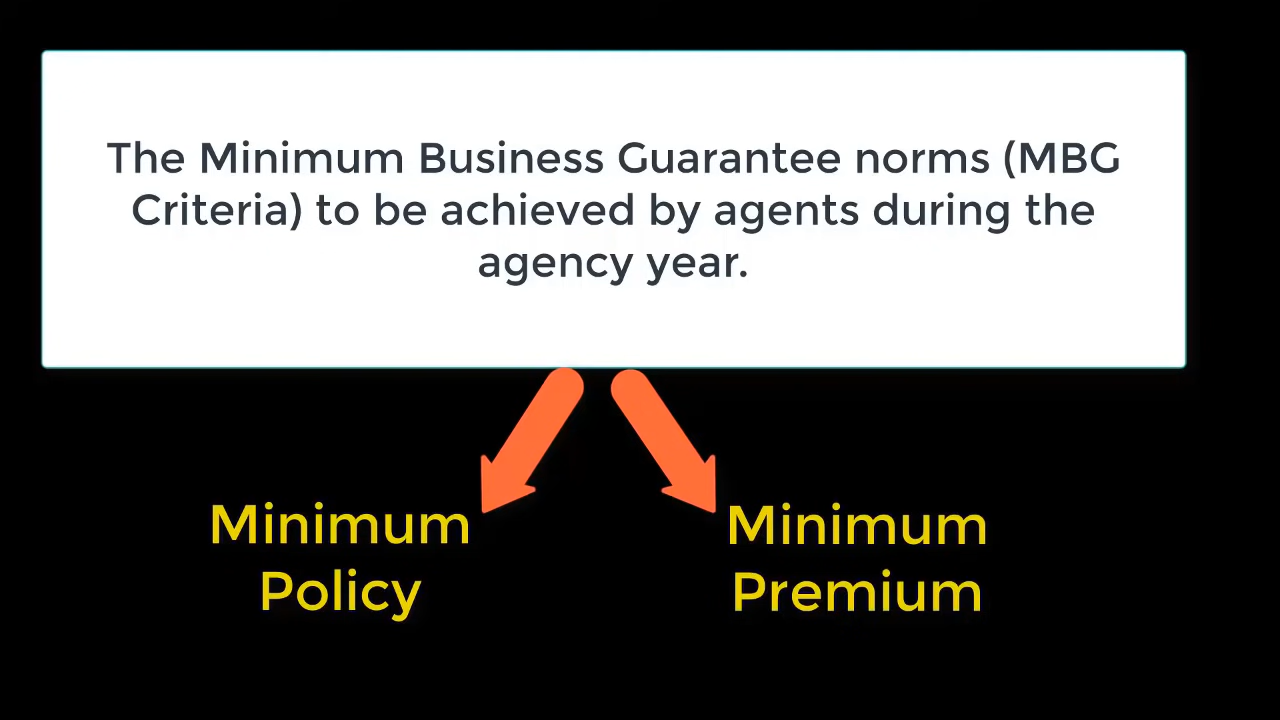 The Minimum Business Guarantee norms (MBG
Criteria) to be achieved by agents during the
agency year.
Minimum
Policy
Minimum
Premium